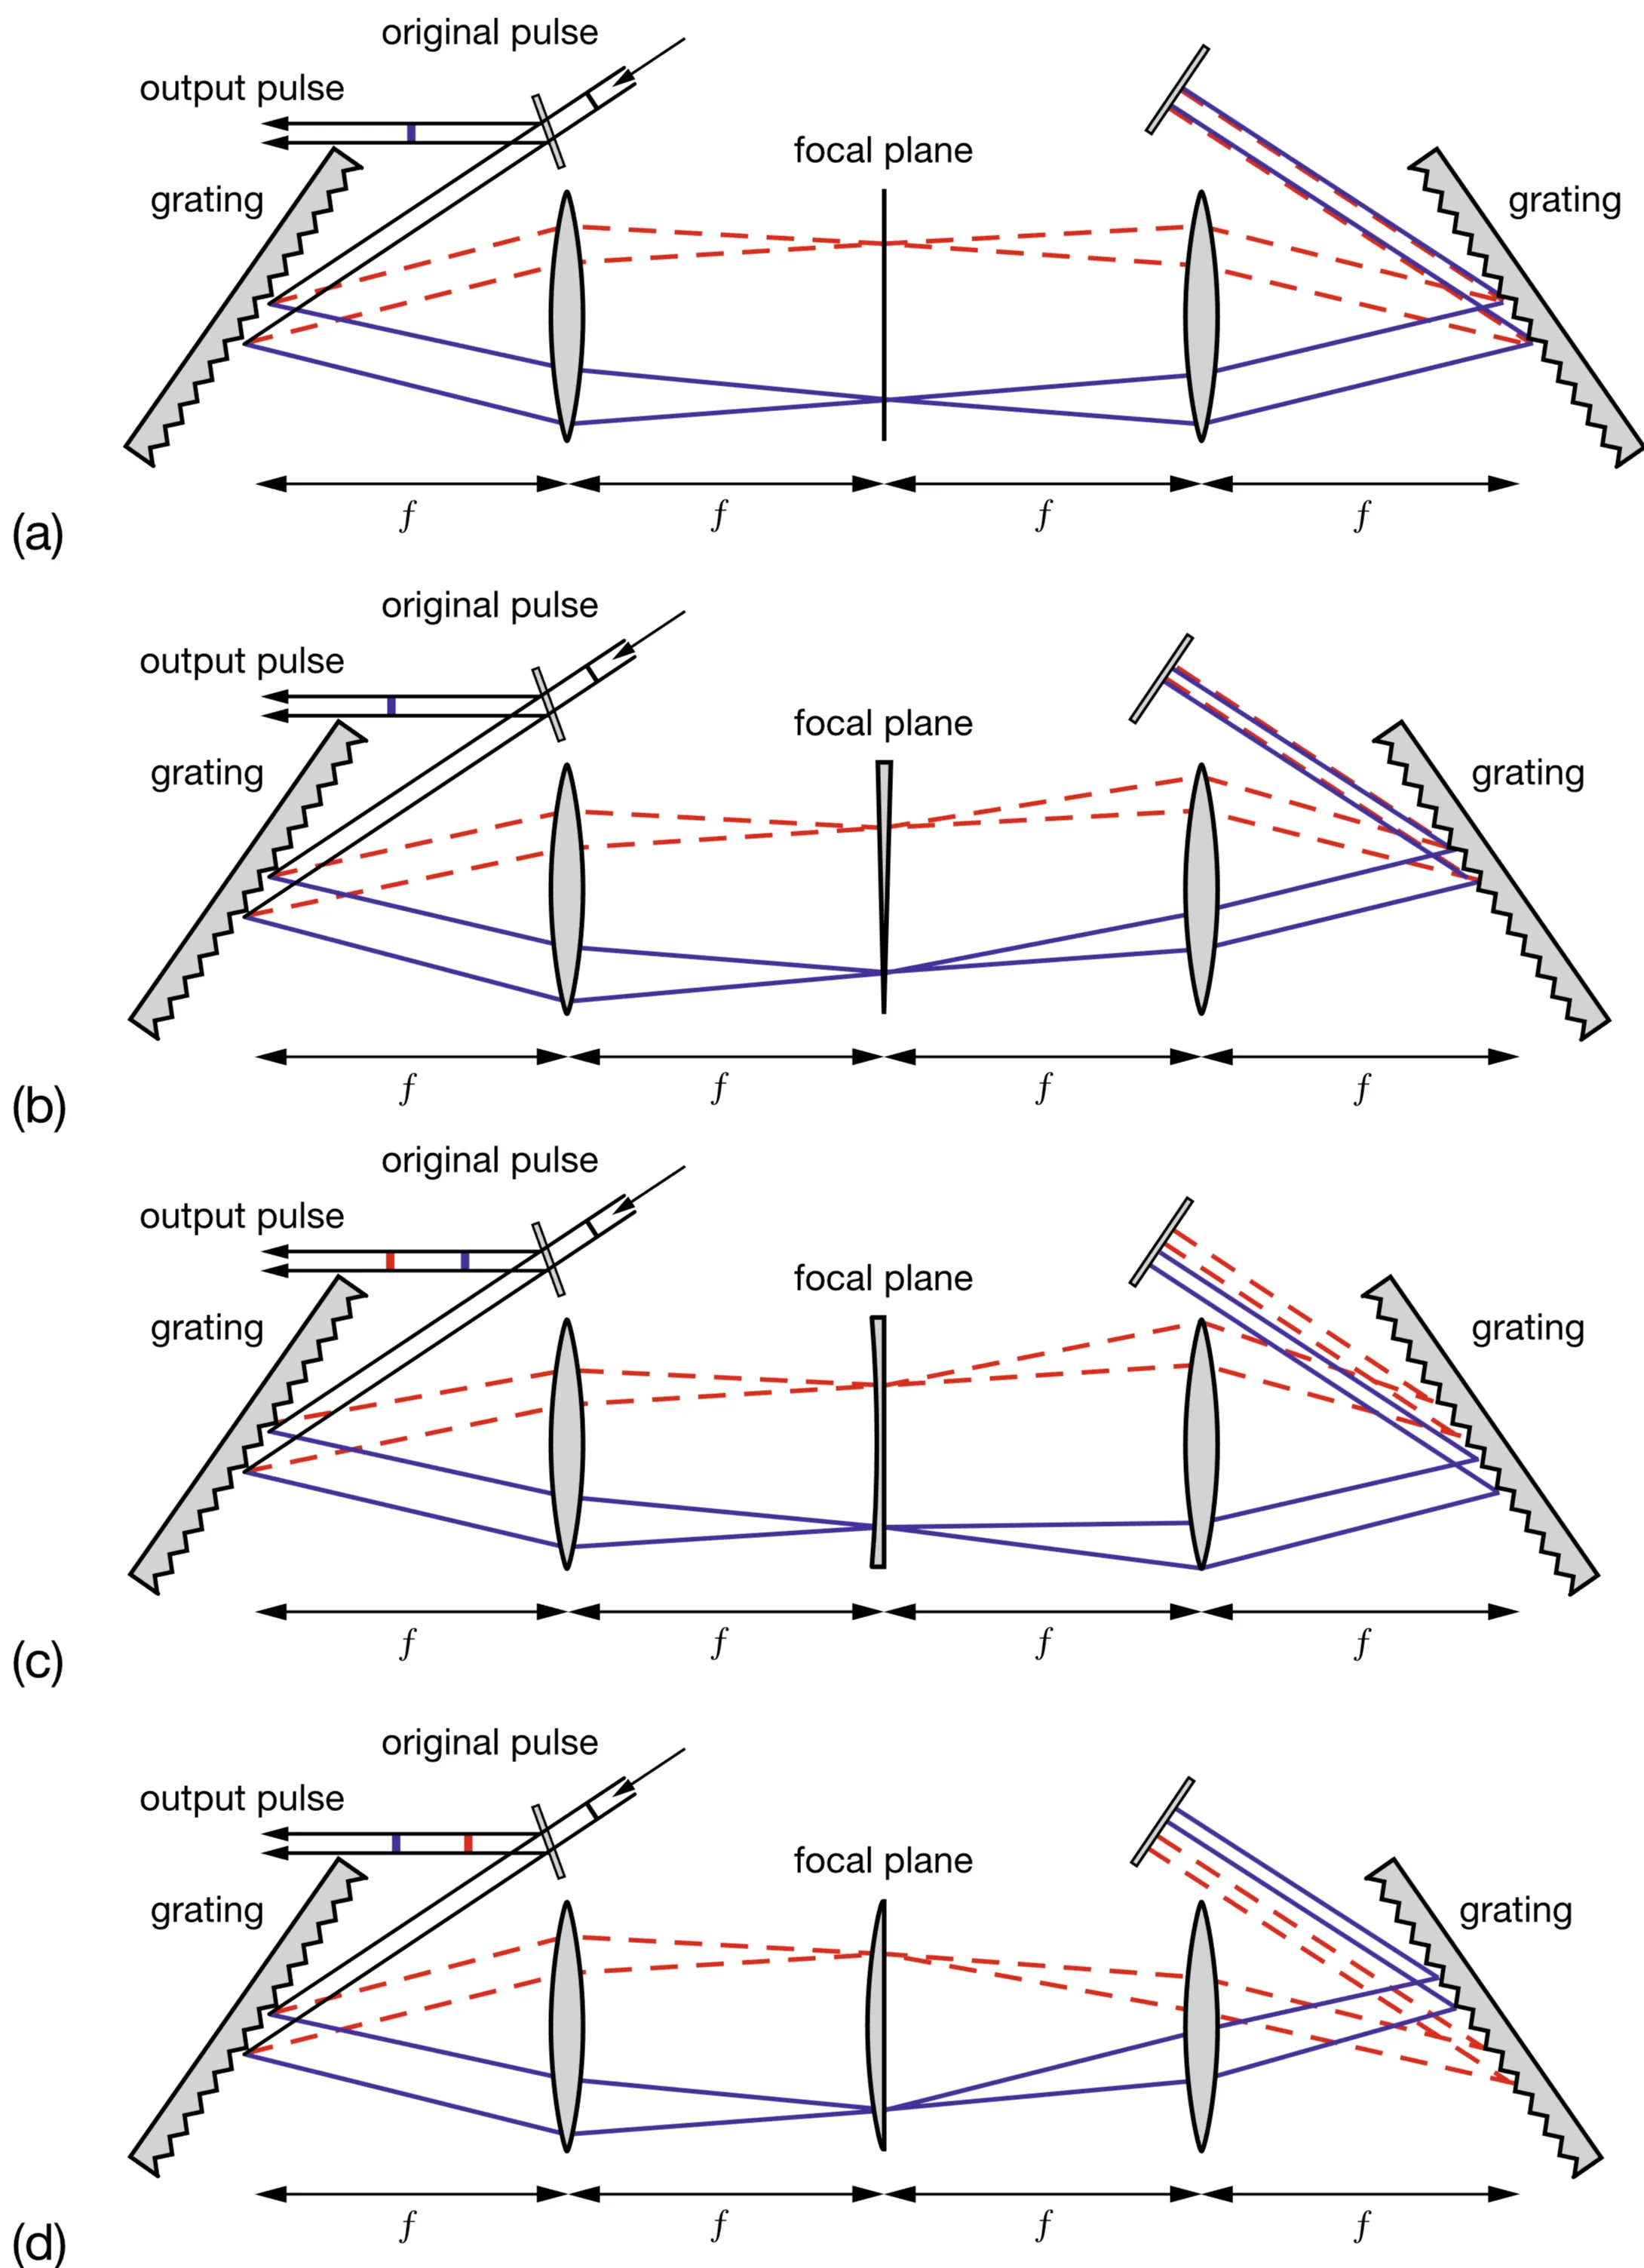 original pulse
output pulse
focal plane
grating
grating
f
f
f
f
(a)
original pulse
output pulse
focal plane
grating
grating
f
f
f
f
(b)
original pulse
output pulse
focal plane
grating
grating
f
f
f
f
(c)
original pulse
output pulse
focal plane
grating
grating
f
f
f
f
(d)